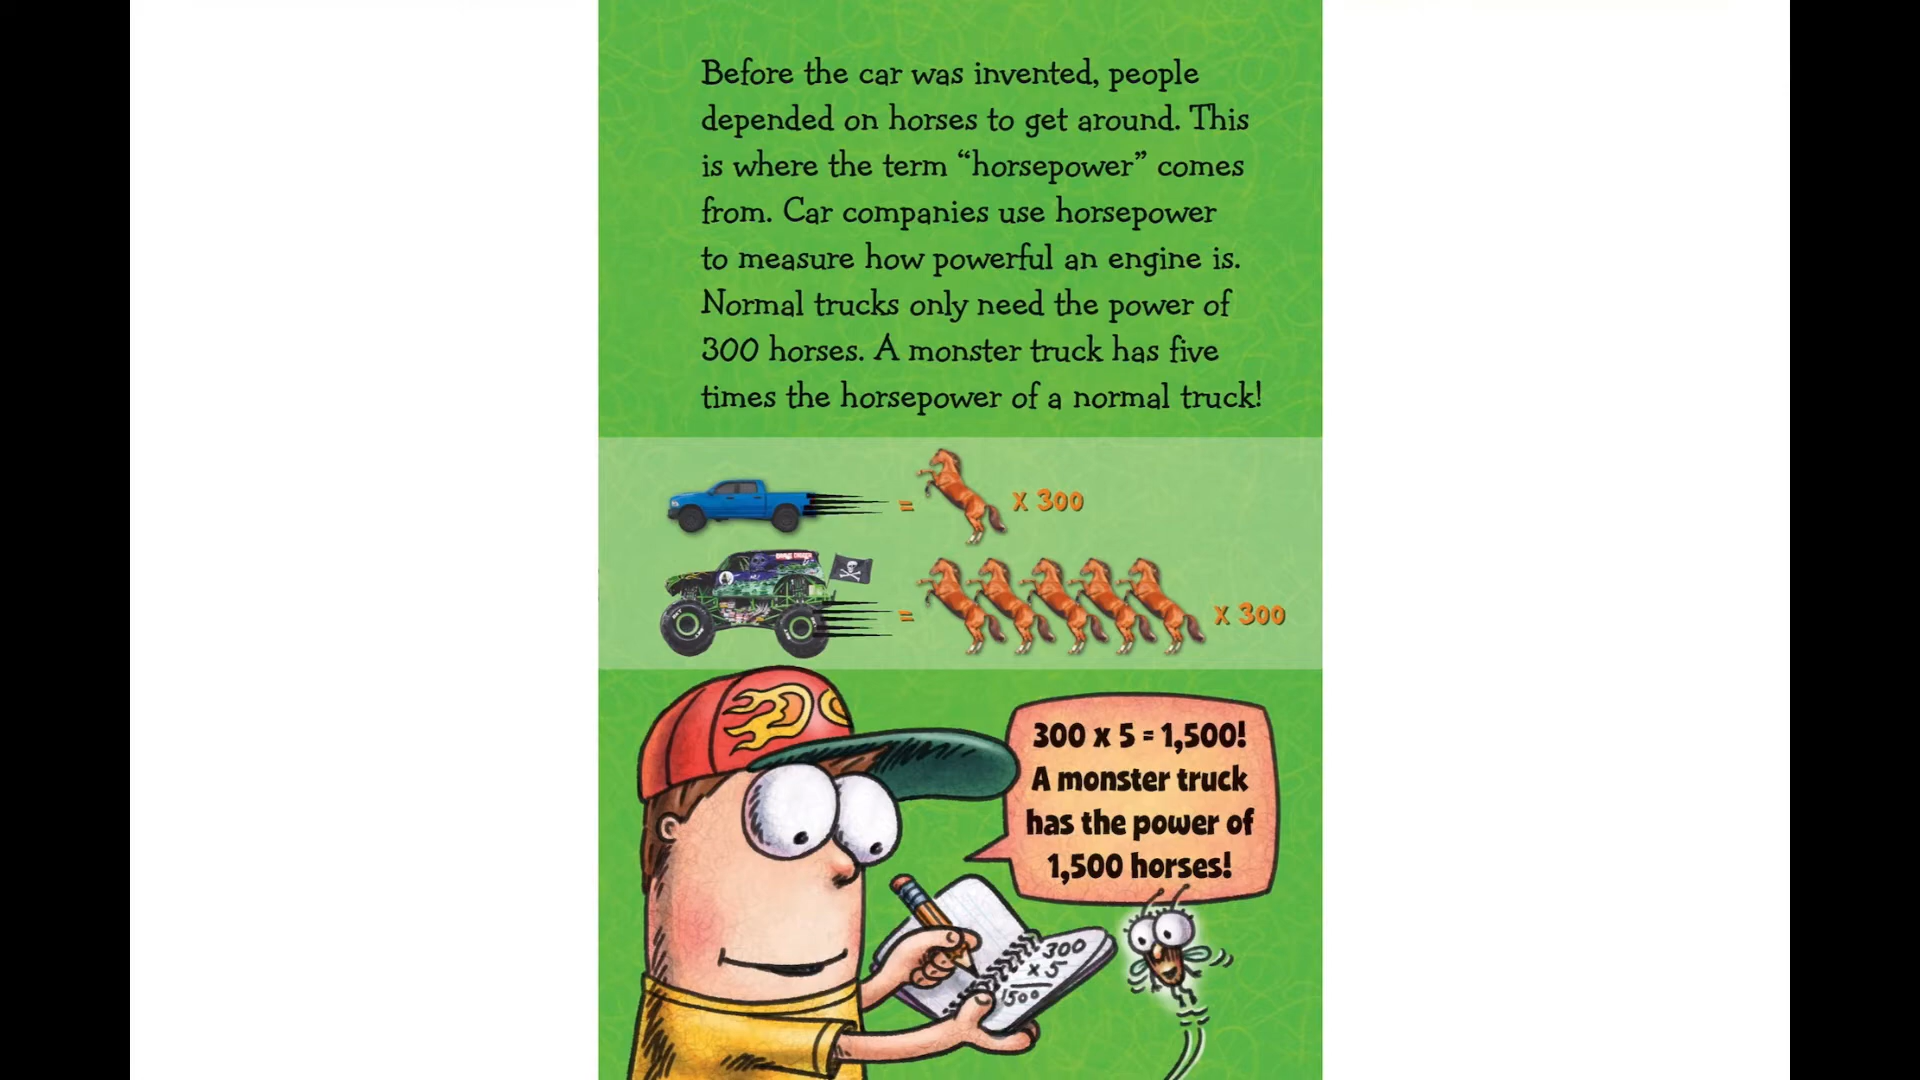 Before the car was invented, people
depended on horses to get around. This
is where the term “horsepower” comes
from. Car companies use horsepower
to measure how powerful an engine is.
Normal trucks only need the power of
300 horses. A monster truck has five
times the horsepower of a normal truck!
= X 300
= X 300
300 x 5 = 1,500!
A monster truck
has the power of
1,500 horses!
300
x 5
1500